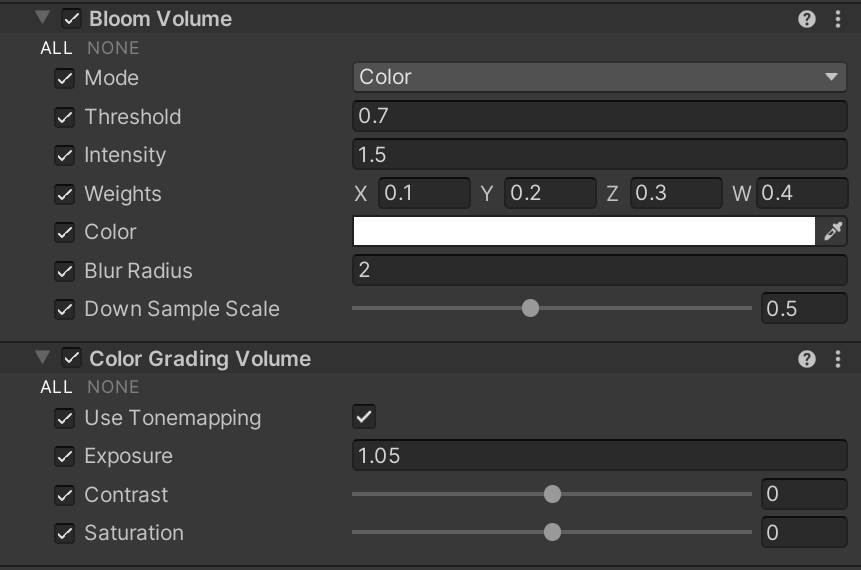 Bloom Volume
ALL NONE
Mode Color
Threshold 0.7
Intensity 1.5
Weights X 0.1 Y 0.2 Z 0.3 W 0.4
Color
Blur Radius 2
Down Sample Scale 0.5
Color Grading Volume
ALL NONE
Use Tonemapping
Exposure 1.05
Contrast 0
Saturation 0